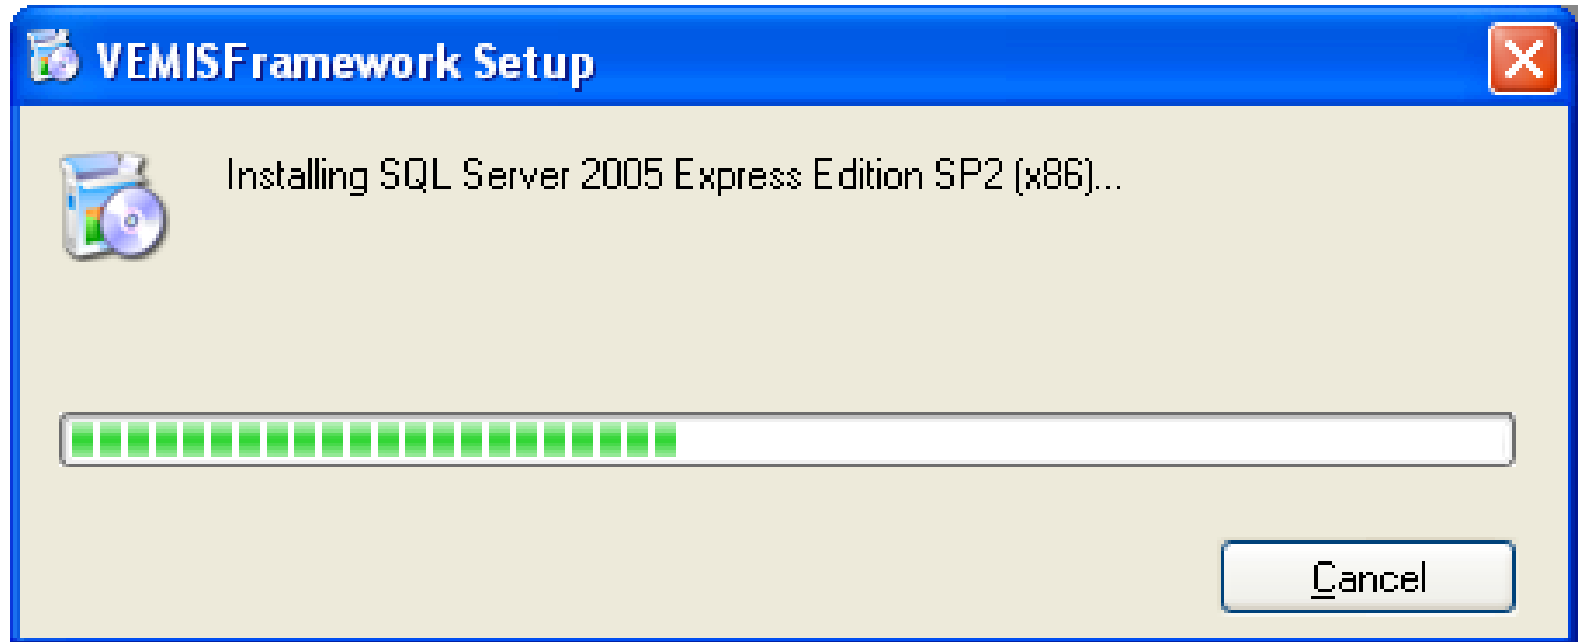 VEMISFramework Setup
Installing SQL Server 2005 Express Edition SP2 (x86)...
Cancel